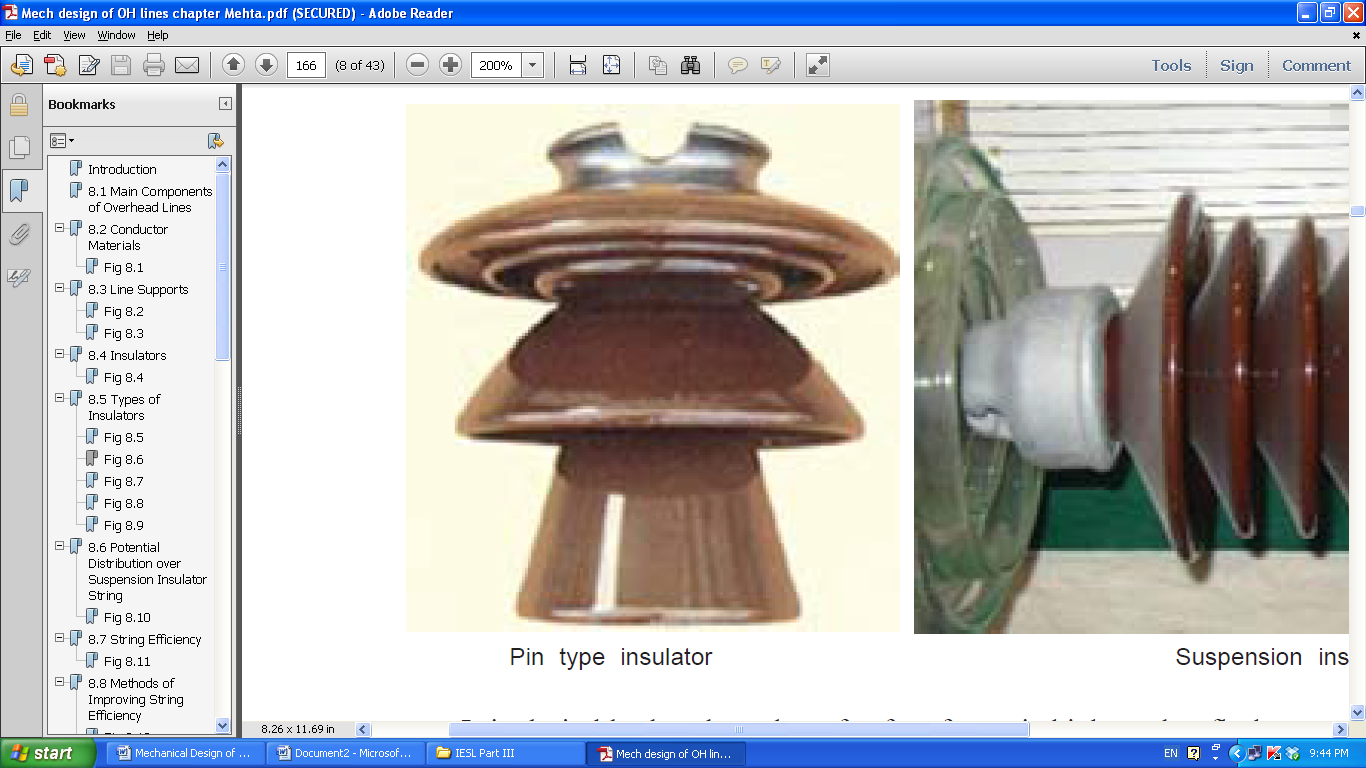 Mech design of OH lines chapter Mehta.pdf (SECURED) - Adobe Reader
File Edit View Window Help
166 (8 of 43) 200% Tools Sign Comment
Bookmarks
Introduction
8.1 Main Components
of Overhead Lines
8.2 Conductor
Materials
Fig 8.1
8.3 Line Supports
Fig 8.2
Fig 8.3
8.4 Insulators
Fig 8.4
8.5 Types of
Insulators
Fig 8.5
Fig 8.6
Fig 8.7
Fig 8.8
Fig 8.9
8.6 Potential
Distribution over
Suspension Insulator
String
Fig 8.10
8.7 String Efficiency
Fig 8.11
8.8 Methods of
Improving String
Efficiency
Pin type insulator
Suspension ins
8.26 x 11.69 in
start Mechanical Design of ... Document2 - Microsof... IESL Part III Mech design of OH lin... EN 9:44 PM